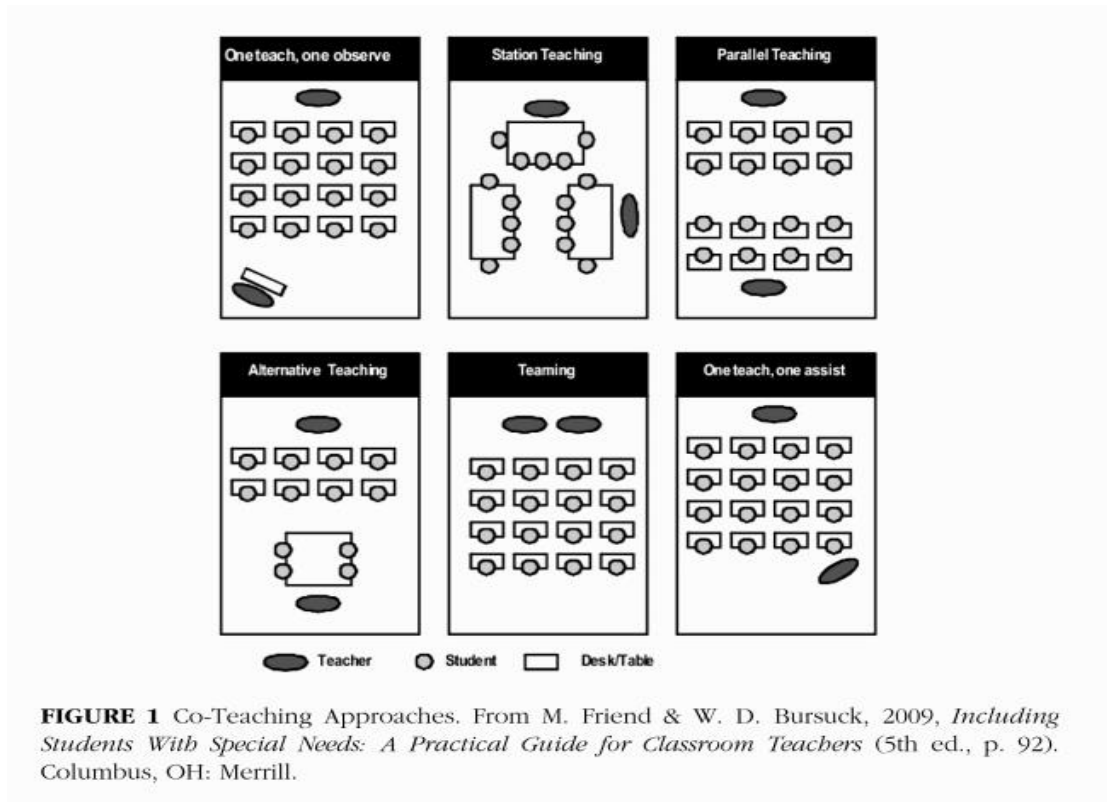 One teach, one observe
Station Teaching
Parallel Teaching
Alternative Teaching
Teaming
One teach, one assist
Teacher
Student
Desk/Table
FIGURE 1 Co-Teaching Approaches. From M. Friend & W. D. Bursuck, 2009, Including
Students With Special Needs: A Practical Guide for Classroom Teachers (5th ed., p. 92).
Columbus, OH: Merrill.